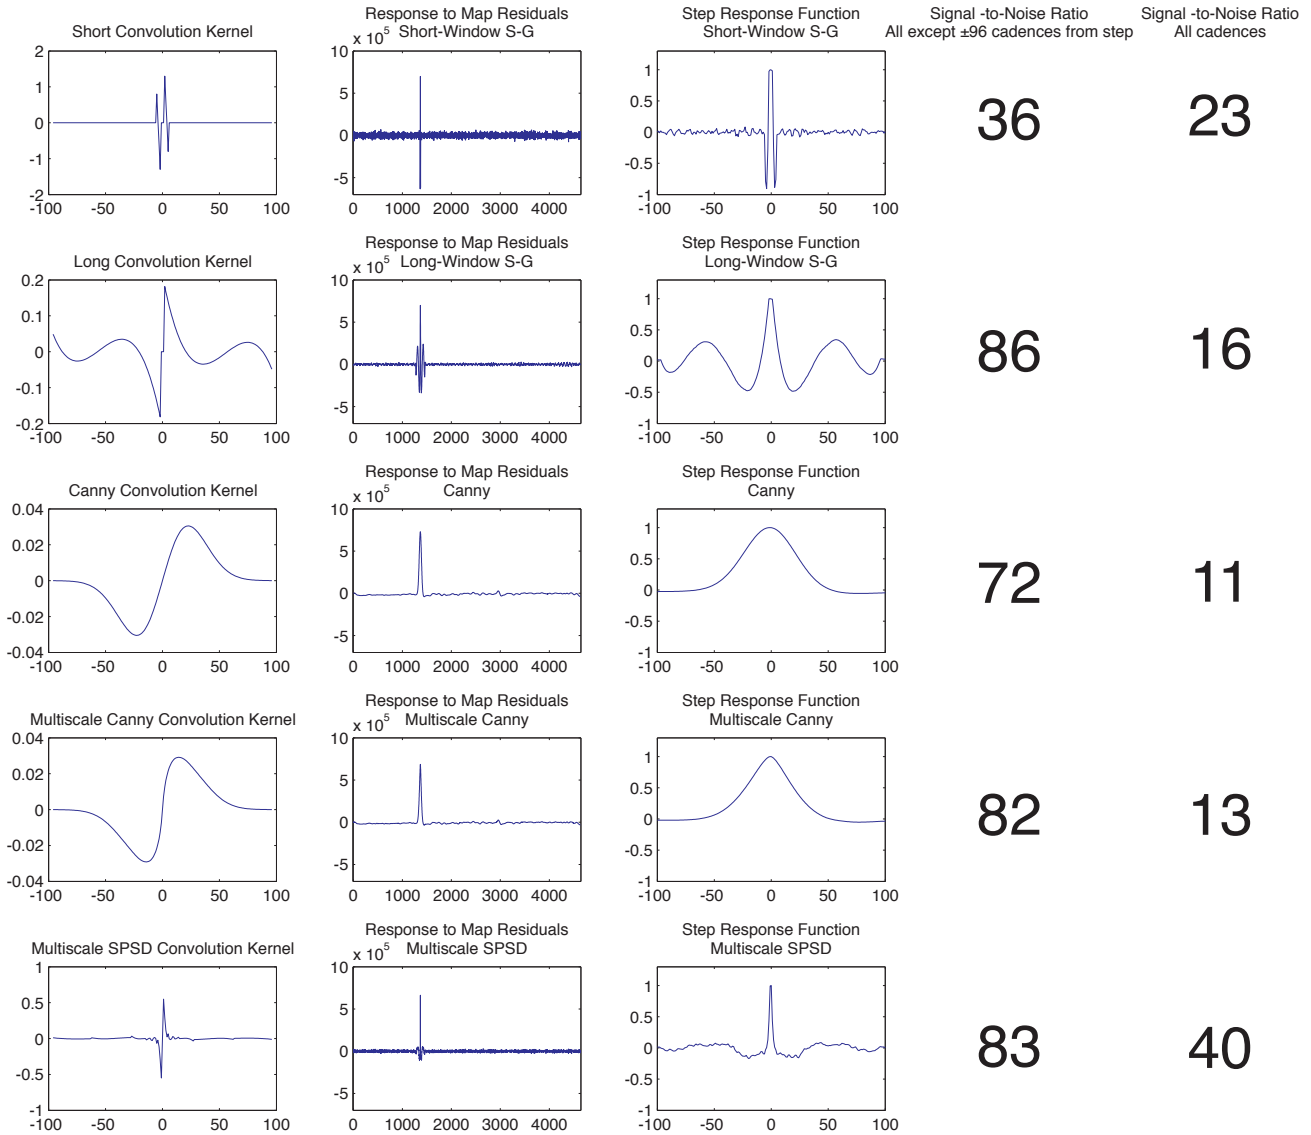 Short Convolution Kernel
Response to Map Residuals
Short-Window S-G
Step Response Function
Short-Window S-G
Signal -to-Noise Ratio
All except ±96 cadences from step
Signal -to-Noise Ratio
All cadences
2
1
0
-1
-2
-100 -50 0 50 100
x 10^5
10
5
0
-5
0 1000 2000 3000 4000
1
0.5
0
-0.5
-1
-100 -50 0 50 100
36
23
Long Convolution Kernel
Response to Map Residuals
Long-Window S-G
Step Response Function
Long-Window S-G
0.2
0.1
0
-0.1
-0.2
-100 -50 0 50 100
x 10^5
10
5
0
-5
0 1000 2000 3000 4000
1
0.5
0
-0.5
-1
-100 -50 0 50 100
86
16
Canny Convolution Kernel
Response to Map Residuals
Canny
Step Response Function
Canny
0.04
0.02
0
-0.02
-0.04
-100 -50 0 50 100
x 10^5
10
5
0
-5
0 1000 2000 3000 4000
1
0.5
0
-0.5
-1
-100 -50 0 50 100
72
11
Multiscale Canny Convolution Kernel
Response to Map Residuals
Multiscale Canny
Step Response Function
Multiscale Canny
0.04
0.02
0
-0.02
-0.04
-100 -50 0 50 100
x 10^5
10
5
0
-5
0 1000 2000 3000 4000
1
0.5
0
-0.5
-1
-100 -50 0 50 100
82
13
Multiscale SPSD Convolution Kernel
Response to Map Residuals
Multiscale SPSD
Step Response Function
Multiscale SPSD
1
0.5
0
-0.5
-1
-100 -50 0 50 100
x 10^5
10
5
0
-5
0 1000 2000 3000 4000
1
0.5
0
-0.5
-1
-100 -50 0 50 100
83
40